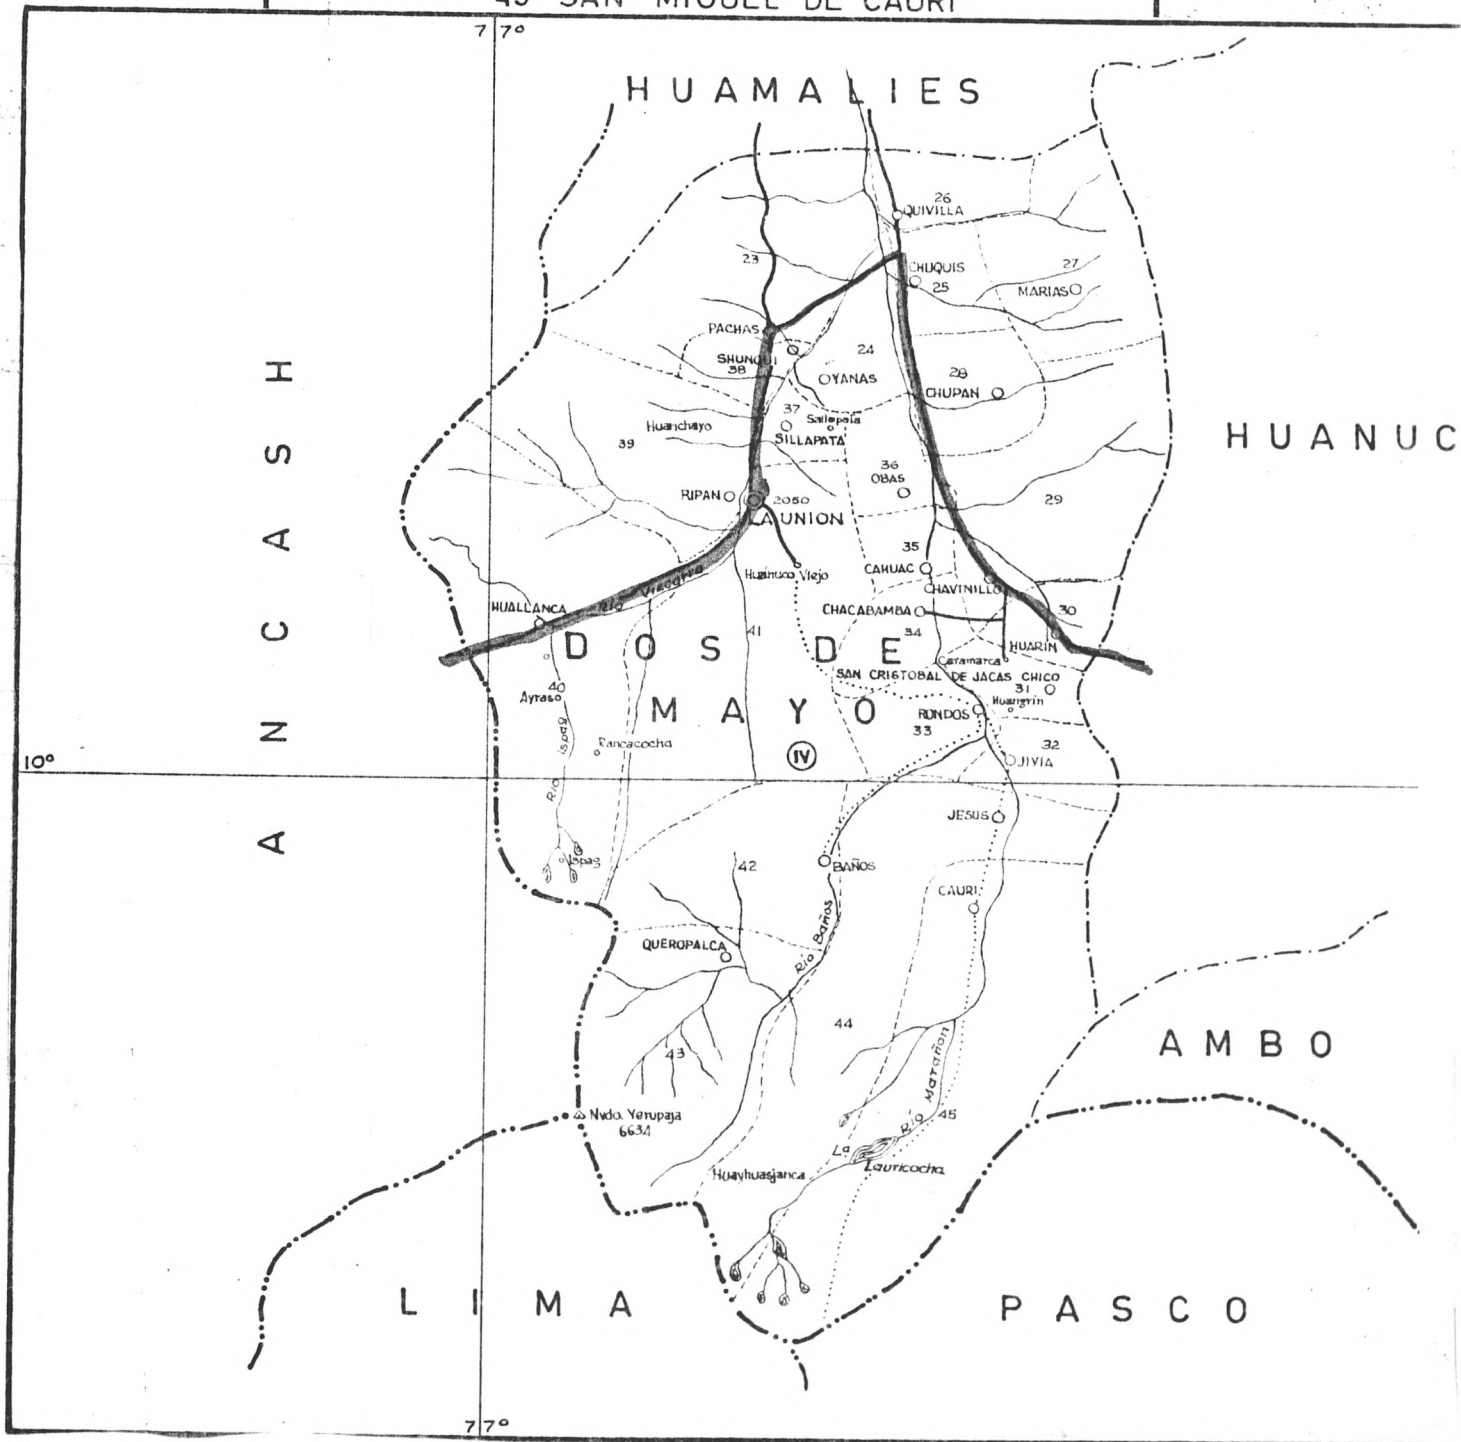 45 SAN MIGUEL DE CAURI
77°
HUAMALIES
26
QUIVILLA
23
CHUQUIS
25
27
MARIAS
PACHAS
SHUNQUI
38
24
YANAS
28
CHUPAN
37
Sallapata
SILLAPATA
Huanchayo
39
HUANUC
ANCASH
36
OBAS
RIPAN
2050
LA UNION
29
35
CAHUAC
Huanuco Viejo
CHAVINILLO
Rio Vizcarra
HUALLANCA
CHACABAMBA
30
41
34
HUARIN
DOS DE
Caramarca
SAN CRISTOBAL DE JACAS CHICO
31
40
Ayraso
Huangrin
MAYO
RONDOS
33
Rio Ispag
Rancacocha
32
IV
JIVIA
10°
JESUS
Ispag
42
BAÑOS
CAURI
Rio Baños
QUEROPALCA
44
43
Rio Marañon
AMBO
Nvdo. Yerupaja
6634
45
La
Lauricocha
Huayhuasjanca
LIMA
PASCO
77°